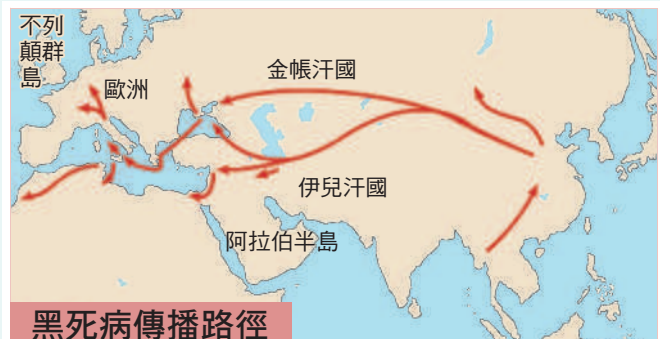 不列
顛群
島
歐洲
金帳汗國
伊兒汗國
阿拉伯半島
黑死病傳播路徑